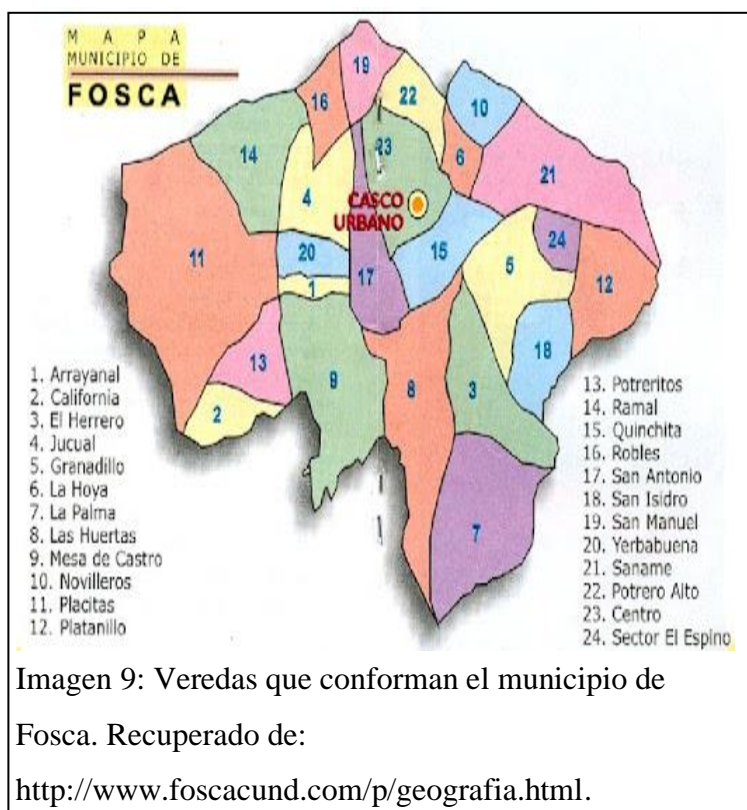 MAPA
MUNICIPIO DE
FOSCA
19
16
22
10
14
23
6
21
4
CASCO
URBANO
24
11
20
15
5
17
12
1
13
18
9
8
3
2
7
1. Arrayanal
2. California
3. El Herrero
4. Jucual
5. Granadillo
6. La Hoya
7. La Palma
8. Las Huertas
9. Mesa de Castro
10. Novilleros
11. Placitas
12. Platanillo
13. Potreritos
14. Ramal
15. Quinchita
16. Robles
17. San Antonio
18. San Isidro
19. San Manuel
20. Yerbabuena
21. Saname
22. Potrero Alto
23. Centro
24. Sector El Espino
Imagen 9: Veredas que conforman el municipio de
Fosca. Recuperado de:
http://www.foscacund.com/p/geografia.html.